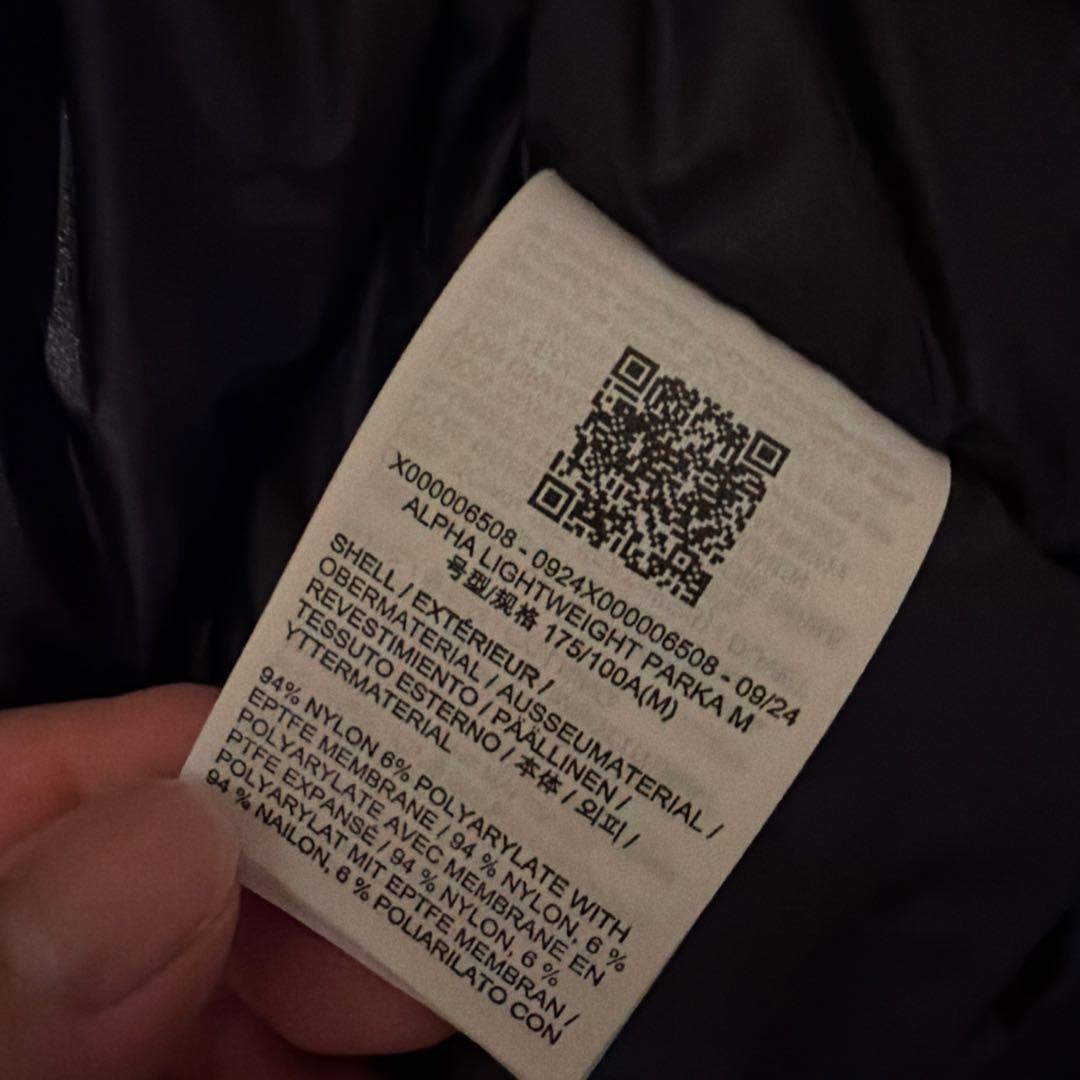 X000006508 - 0924X000006508 - 09/24
ALPHA LIGHTWEIGHT PARKA M
号型/规格 175/100A(M)
SHELL / EXTÉRIEUR /
OBERMATERIAL / AUSSEUMATERIAL /
REVESTIMIENTO / PÄÄLLINEN /
TESSUTO ESTERNO / 本体 / 외피 /
YTTERMATERIAL
94% NYLON 6% POLYARYLATE WITH
EPTFE MEMBRANE / 94 % NYLON, 6 %
POLYARYLATE AVEC MEMBRANE EN
PTFE EXPANSÉ / 94 % NYLON, 6 %
POLYARYLAT MIT EPTFE MEMBRAN /
94 % NAILON, 6 % POLIARILATO CON